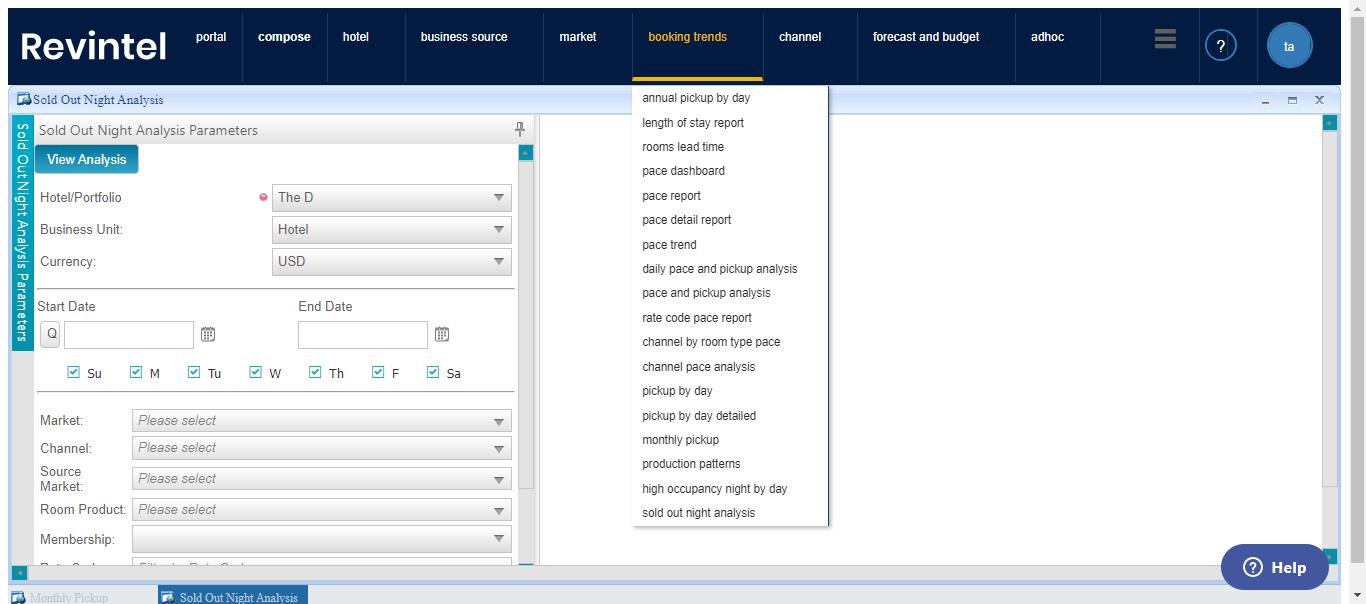 Revintel
portal
compose
hotel
business source
market
booking trends
channel
forecast and budget
adhoc
?
ta
Sold Out Night Analysis
annual pickup by day
length of stay report
rooms lead time
pace dashboard
pace report
pace detail report
pace trend
daily pace and pickup analysis
pace and pickup analysis
rate code pace report
channel by room type pace
channel pace analysis
pickup by day
pickup by day detailed
monthly pickup
production patterns
high occupancy night by day
sold out night analysis
Sold Out Night Analysis Parameters
Sold Out Night Analysis Parameters
View Analysis
Hotel/Portfolio The D
Business Unit: Hotel
Currency: USD
Start Date End Date
Q
Su M Tu W Th F Sa
Market: Please select
Channel: Please select
Source
Market: Please select
Room Product: Please select
Membership:
? Help
Monthly Pickup
Sold Out Night Analysis